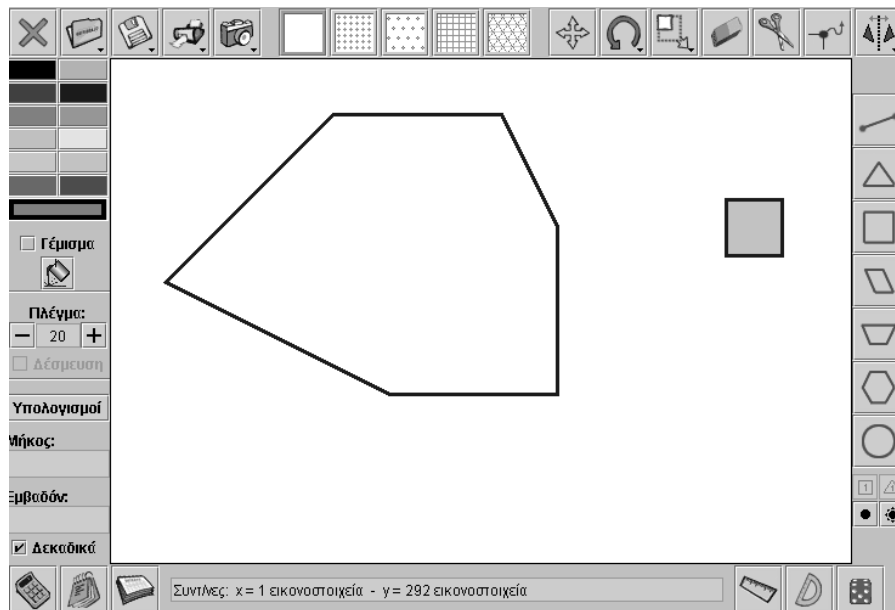 Γέμισμα
Πλέγμα:
20
Δέσμευση
Υπολογισμοί
Μήκος:
Εμβαδόν:
Δεκαδικά
Συντ/νες: x = 1 εικονοστοιχεία - y = 292 εικονοστοιχεία